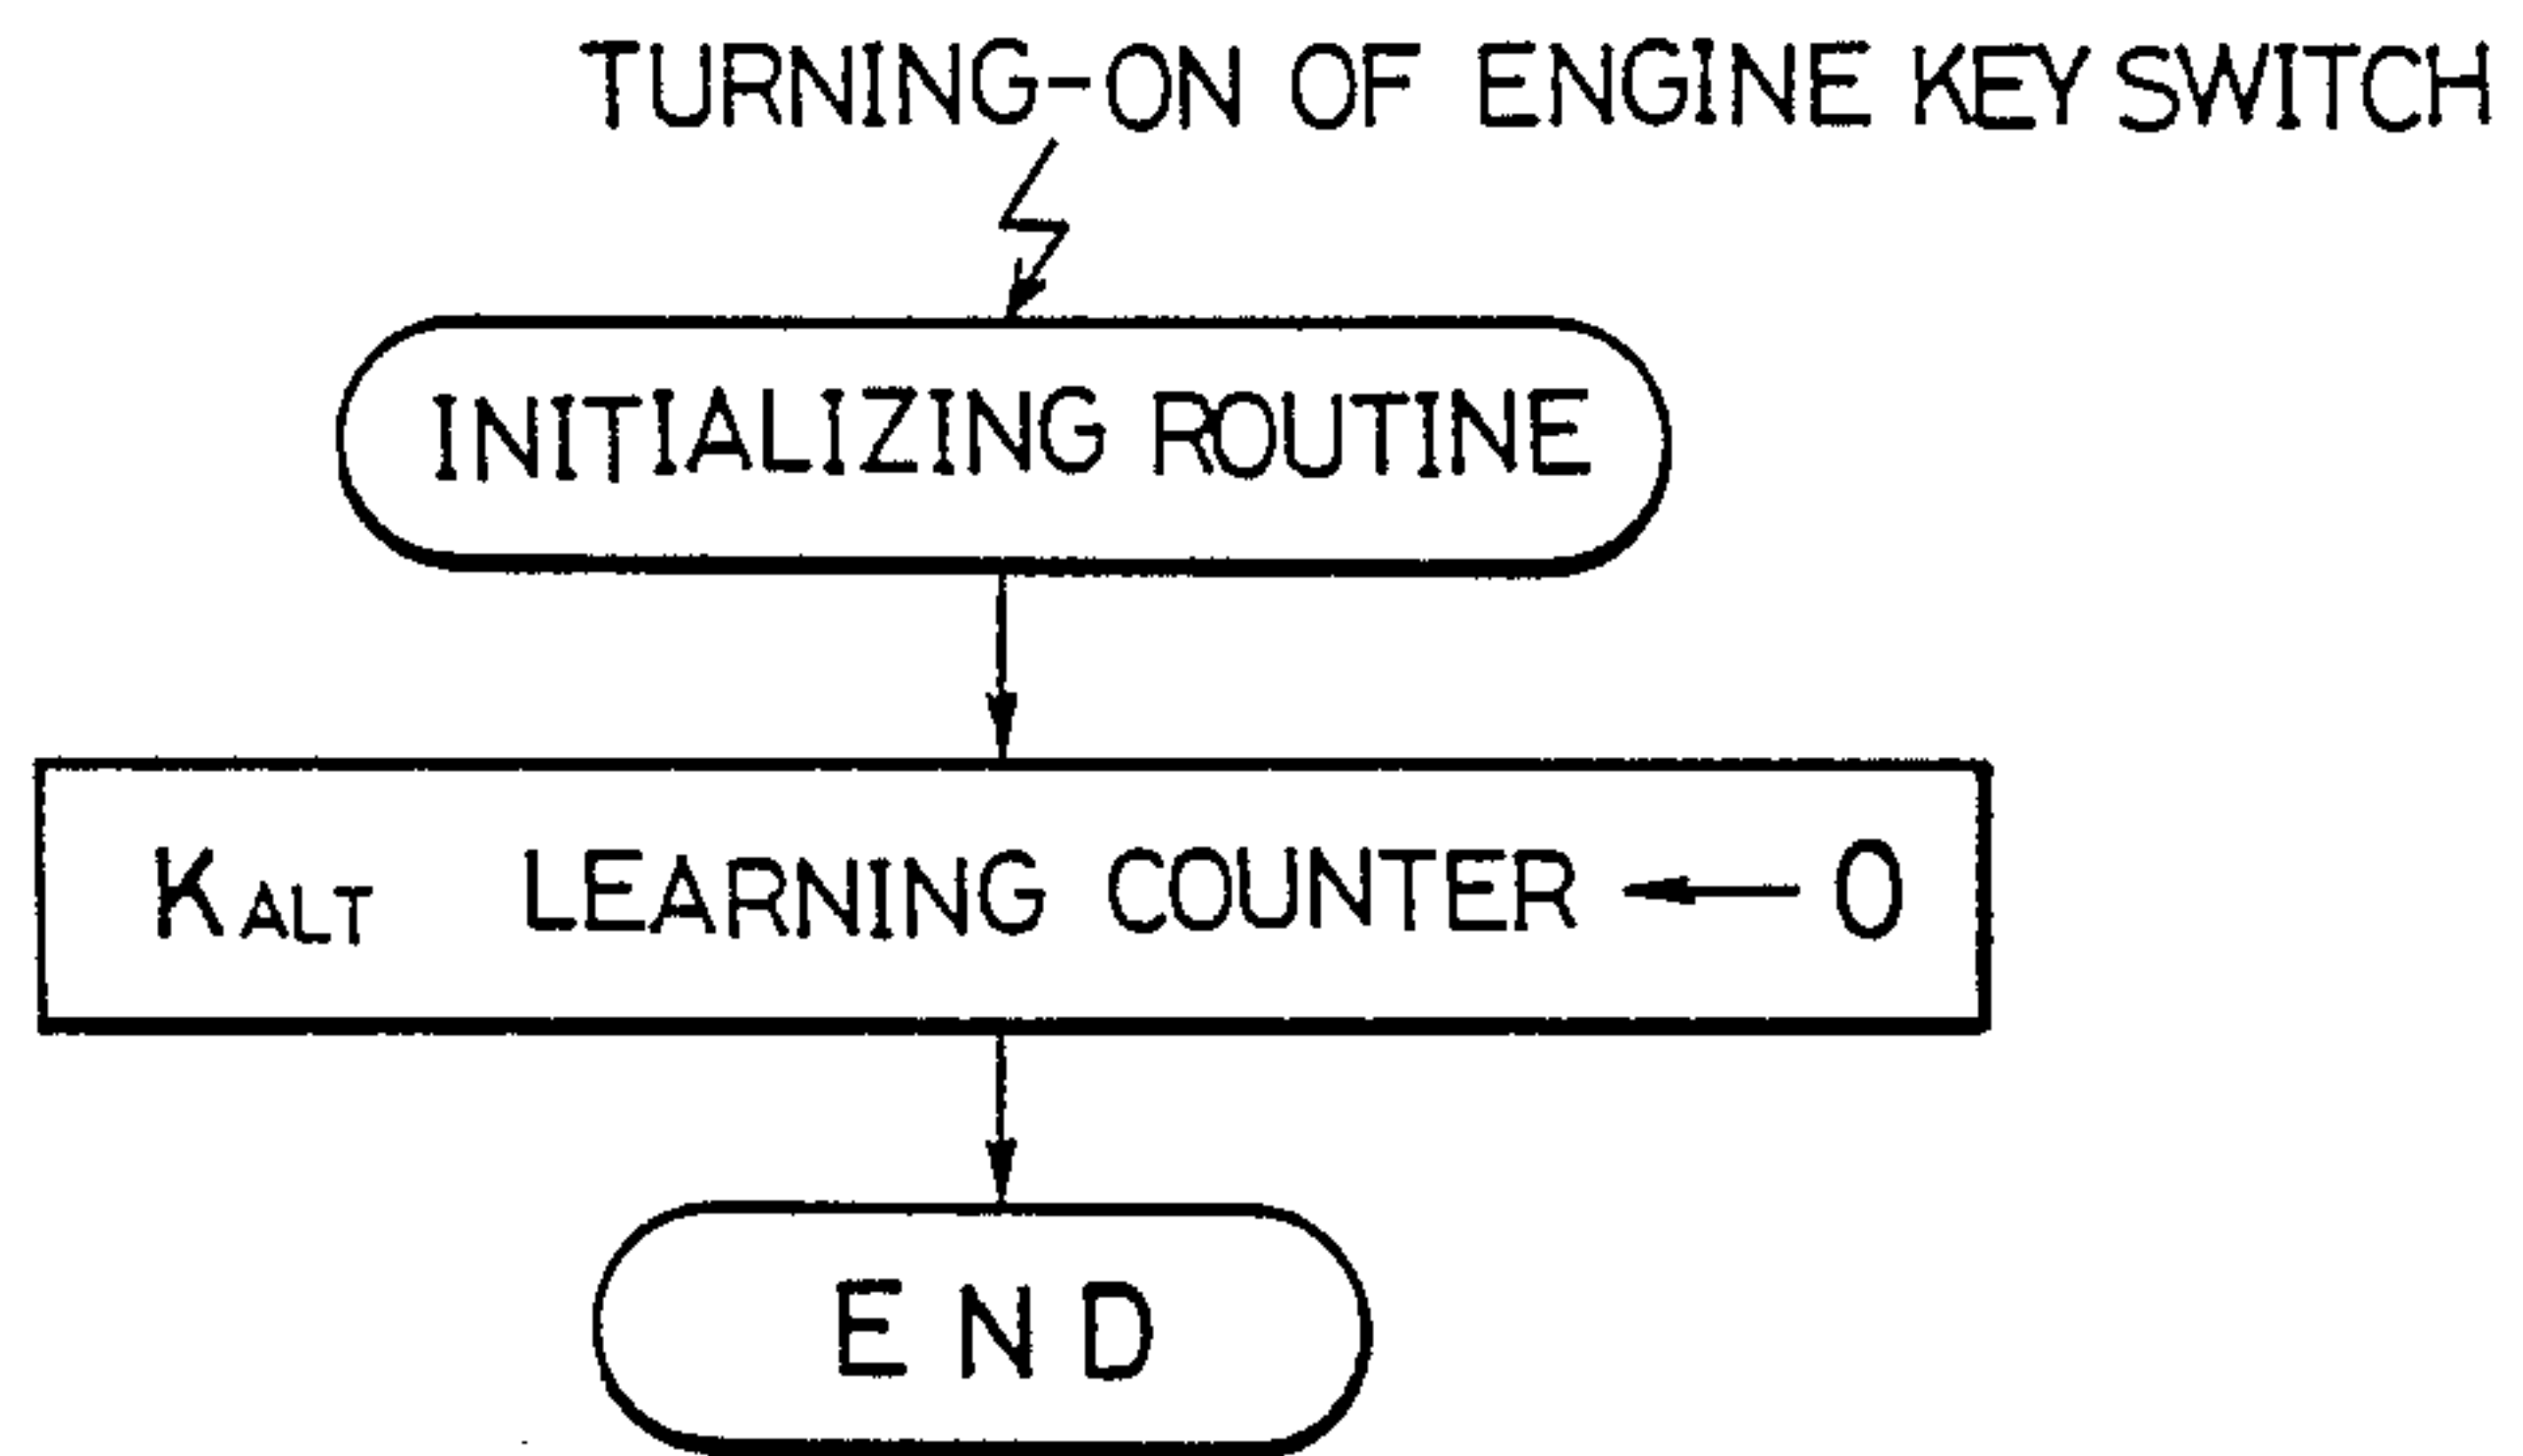 TURNING-ON OF ENGINE KEY SWITCH
INITIALIZING ROUTINE
KALT LEARNING COUNTER ← 0
END